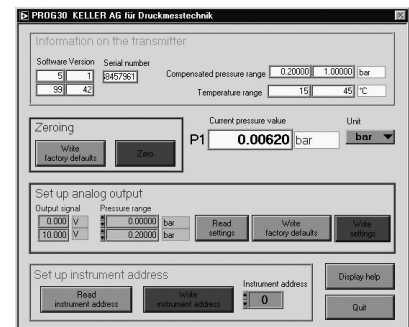 PROG30 KELLER AG für Druckmesstechnik
Information on the transmitter
Software Version Serial number
5 1 8457961
99 42
Compensated pressure range 0.20000 1.00000 bar
Temperature range 15 45 °C
Zeroing
Write factory defaults
Zero
Current pressure value Unit
P1 0.00620 bar bar
Set up analog output
Output signal Pressure range
0.000 V 0.00000 bar
10.000 V 0.20000 bar
Read settings
Write factory defaults
Write settings
Set up instrument address
Read instrument address
Write instrument address
Instrument address
0
Display help
Quit